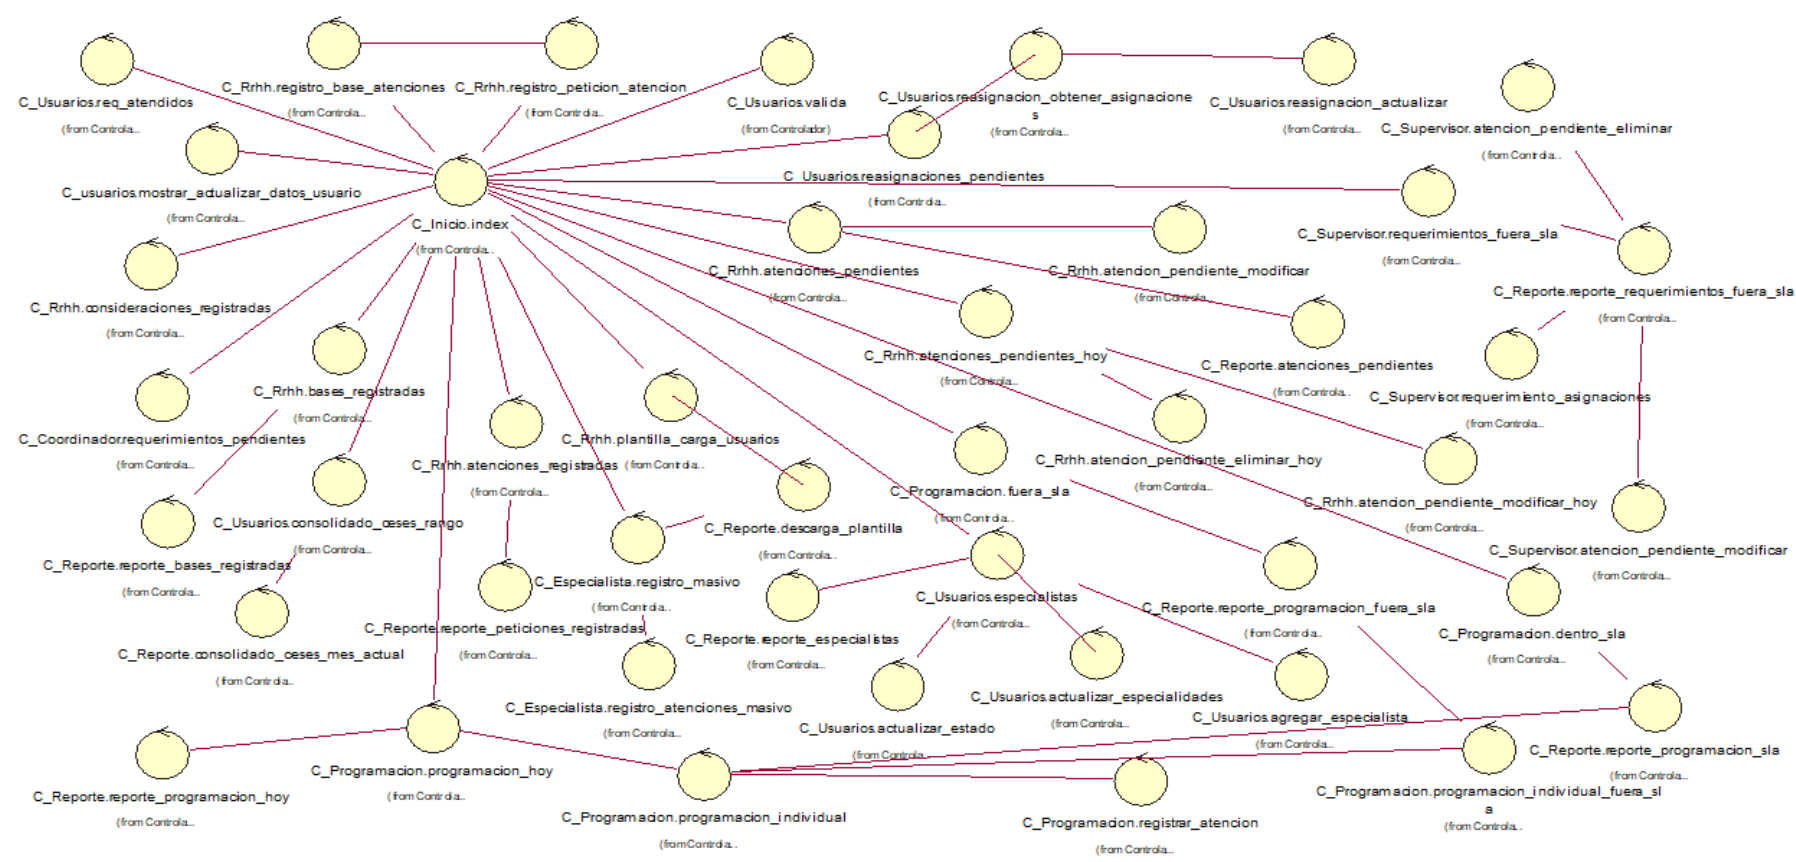 C_Usuarios.req_atendidos
(from Controla...
C_Rrhh.registro_base_atenciones
(from Controla...
C_Rrhh.registro_peticion_atencion
(from Controla...
C_Usuarios.valida
(from Controlador)
C_Usuarios.reasignacion_obtener_asignacione
s
(from Controla...
C_Usuarios.reasignacion_actualizar
(from Controla...
C_Supervisor.atencion_pendiente_eliminar
(from Controla...
C_usuarios.mostrar_actualizar_datos_usuario
(from Controla...
C_Inicio.index
(from Controla...
C_Usuarios.reasignaciones_pendientes
(from Controla...
C_Supervisor.requerimientos_fuera_sla
(from Controla...
C_Rrhh.consideraciones_registradas
(from Controla...
C_Rrhh.atenciones_pendientes
(from Controla...
C_Rrhh.atencion_pendiente_modificar
(from Controla...
C_Reporte.reporte_requerimientos_fuera_sla
(from Controla...
C_Rrhh.bases_registradas
(from Controla...
C_Rrhh.atenciones_pendientes_hoy
(from Controla...
C_Reporte.atenciones_pendientes
(from Controla...
C_Supervisor.requerimiento_asignaciones
(from Controla...
C_Coordinador.requerimientos_pendientes
(from Controla...
C_Rrhh.atenciones_registradas
(from Controla...
C_Rrhh.plantilla_carga_usuarios
(from Controla...
C_Programacion.fuera_sla
(from Controla...
C_Rrhh.atencion_pendiente_eliminar_hoy
(from Controla...
C_Rrhh.atencion_pendiente_modificar_hoy
(from Controla...
C_Usuarios.consolidado_ceses_rango
(from Controla...
C_Reporte.descarga_plantilla
(from Controla...
C_Supervisor.atencion_pendiente_modificar
(from Controla...
C_Reporte.reporte_bases_registradas
(from Controla...
C_Especialista.registro_masivo
(from Controla...
C_Usuarios.especialistas
(from Controla...
C_Reporte.reporte_programacion_fuera_sla
(from Controla...
C_Reporte.consolidado_ceses_mes_actual
(from Controla...
C_Reporte.reporte_peticiones_registradas
(from Controla...
C_Reporte.reporte_especialistas
(from Controla...
C_Programacion.dentro_sla
(from Controla...
C_Especialista.registro_atenciones_masivo
(from Controla...
C_Usuarios.actualizar_estado
(from Controla...
C_Usuarios.actualizar_especialidades
(from Controla...
C_Usuarios.agregar_especialista
(from Controla...
C_Reporte.reporte_programacion_sla
(from Controla...
C_Reporte.reporte_programacion_hoy
(from Controla...
C_Programacion.programacion_hoy
(from Controla...
C_Programacion.programacion_individual
(from Controla...
C_Programacion.registrar_atencion
(from Controla...
C_Programacion.programacion_individual_fuera_sl
a
(from Controla...